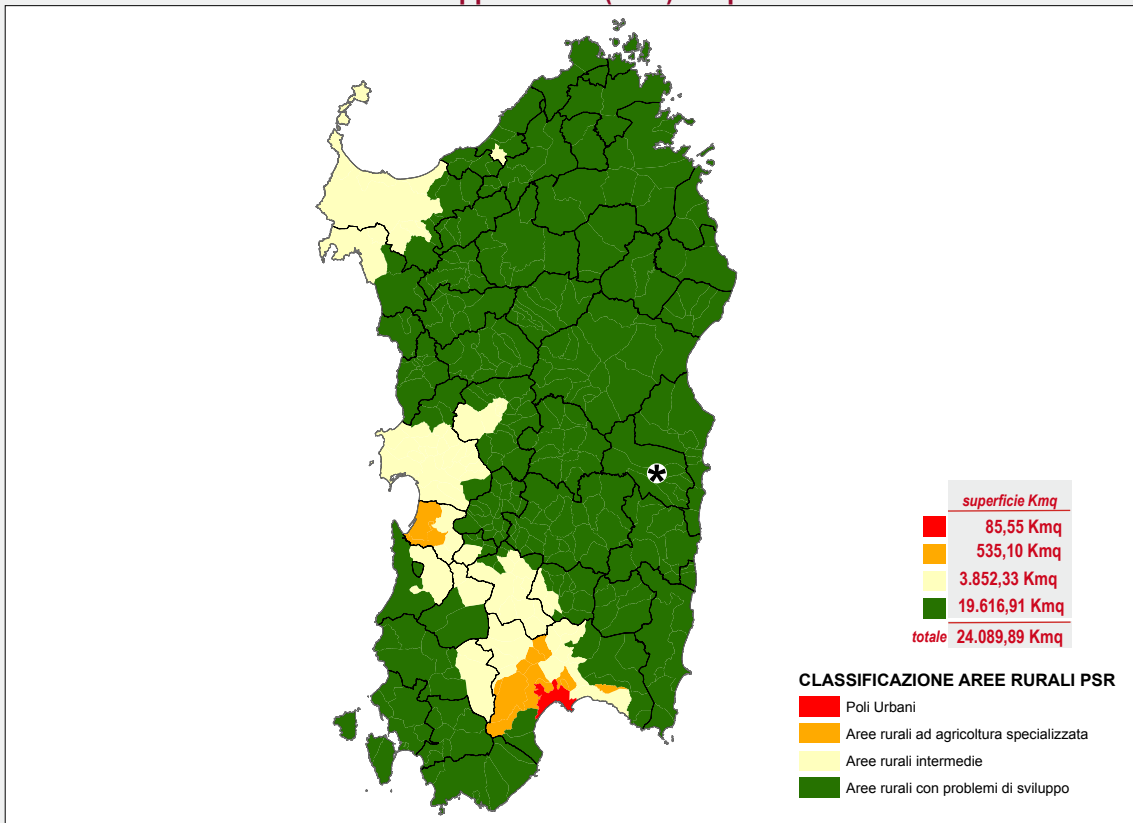 superficie Kmq
85,55 Kmq
535,10 Kmq
3.852,33 Kmq
19.616,91 Kmq
totale 24.089,89 Kmq
CLASSIFICAZIONE AREE RURALI PSR
Poli Urbani
Aree rurali ad agricoltura specializzata
Aree rurali intermedie
Aree rurali con problemi di sviluppo